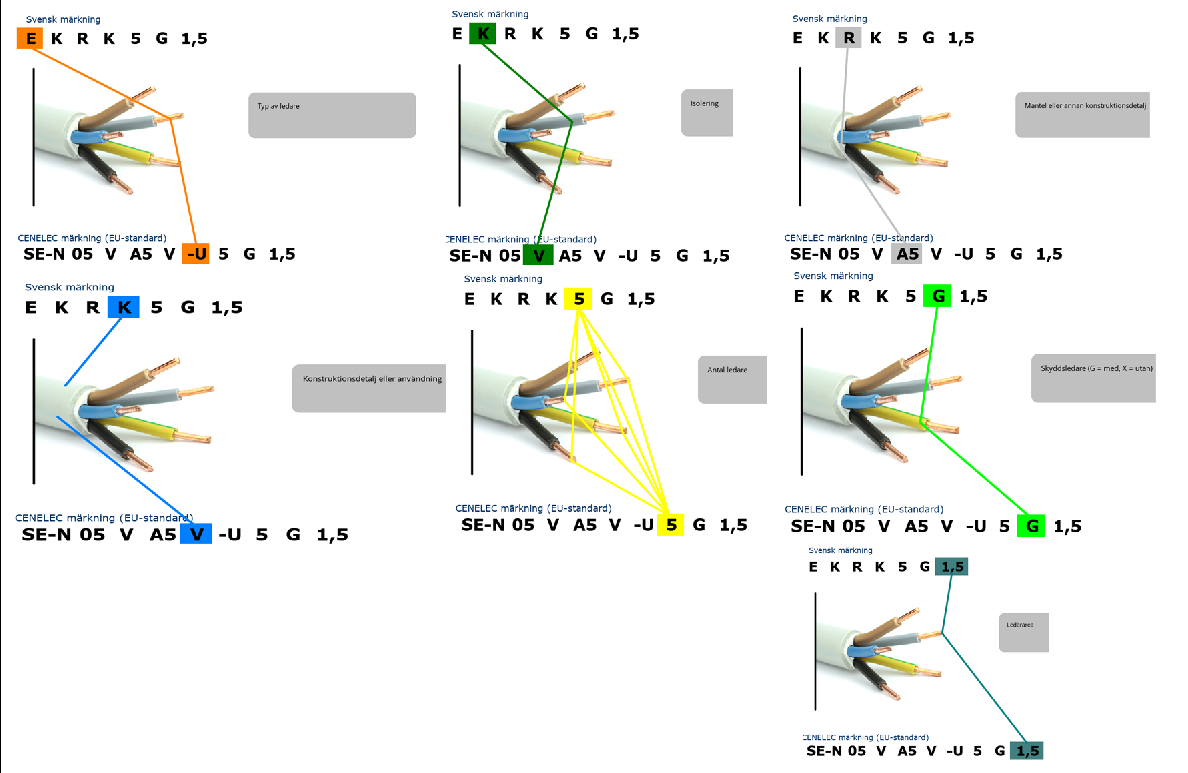 Svensk märkning
E K R K 5 G 1,5
Typ av ledare
CENELEC märkning (EU-standard)
SE-N 05 V A5 V -U 5 G 1,5
Svensk märkning
E K R K 5 G 1,5
Isolering
CENELEC märkning (EU-standard)
SE-N 05 V A5 V -U 5 G 1,5
Svensk märkning
E K R K 5 G 1,5
Mantel eller annan konstruktionsdetalj
CENELEC märkning (EU-standard)
SE-N 05 V A5 V -U 5 G 1,5
Svensk märkning
E K R K 5 G 1,5
Konstruktionsdetalj eller användning
CENELEC märkning (EU-standard)
SE-N 05 V A5 V -U 5 G 1,5
Svensk märkning
E K R K 5 G 1,5
Antal ledare
CENELEC märkning (EU-standard)
SE-N 05 V A5 V -U 5 G 1,5
Svensk märkning
E K R K 5 G 1,5
Skyddsledare (G = med, X = utan)
CENELEC märkning (EU-standard)
SE-N 05 V A5 V -U 5 G 1,5
Svensk märkning
E K R K 5 G 1,5
CENELEC märkning (EU-standard)
SE-N 05 V A5 V -U 5 G 1,5